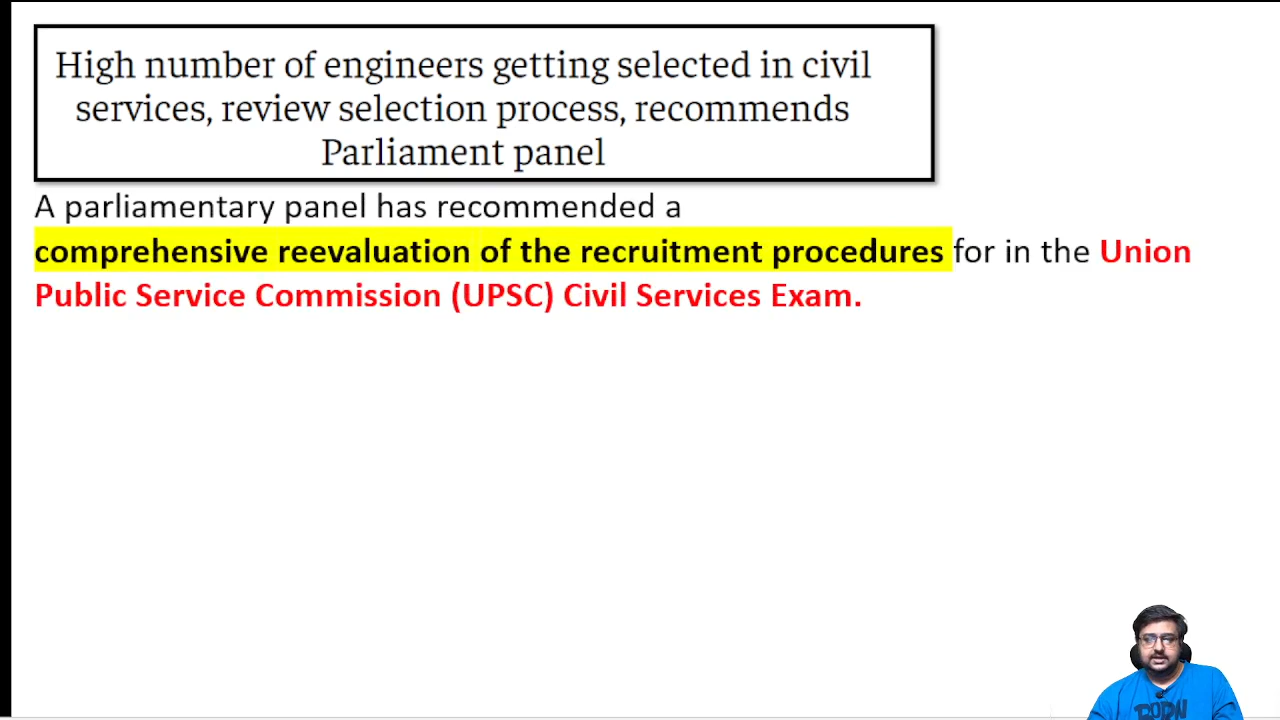 High number of engineers getting selected in civil
services, review selection process, recommends
Parliament panel
A parliamentary panel has recommended a
comprehensive reevaluation of the recruitment procedures for in the Union
Public Service Commission (UPSC) Civil Services Exam.
BORN